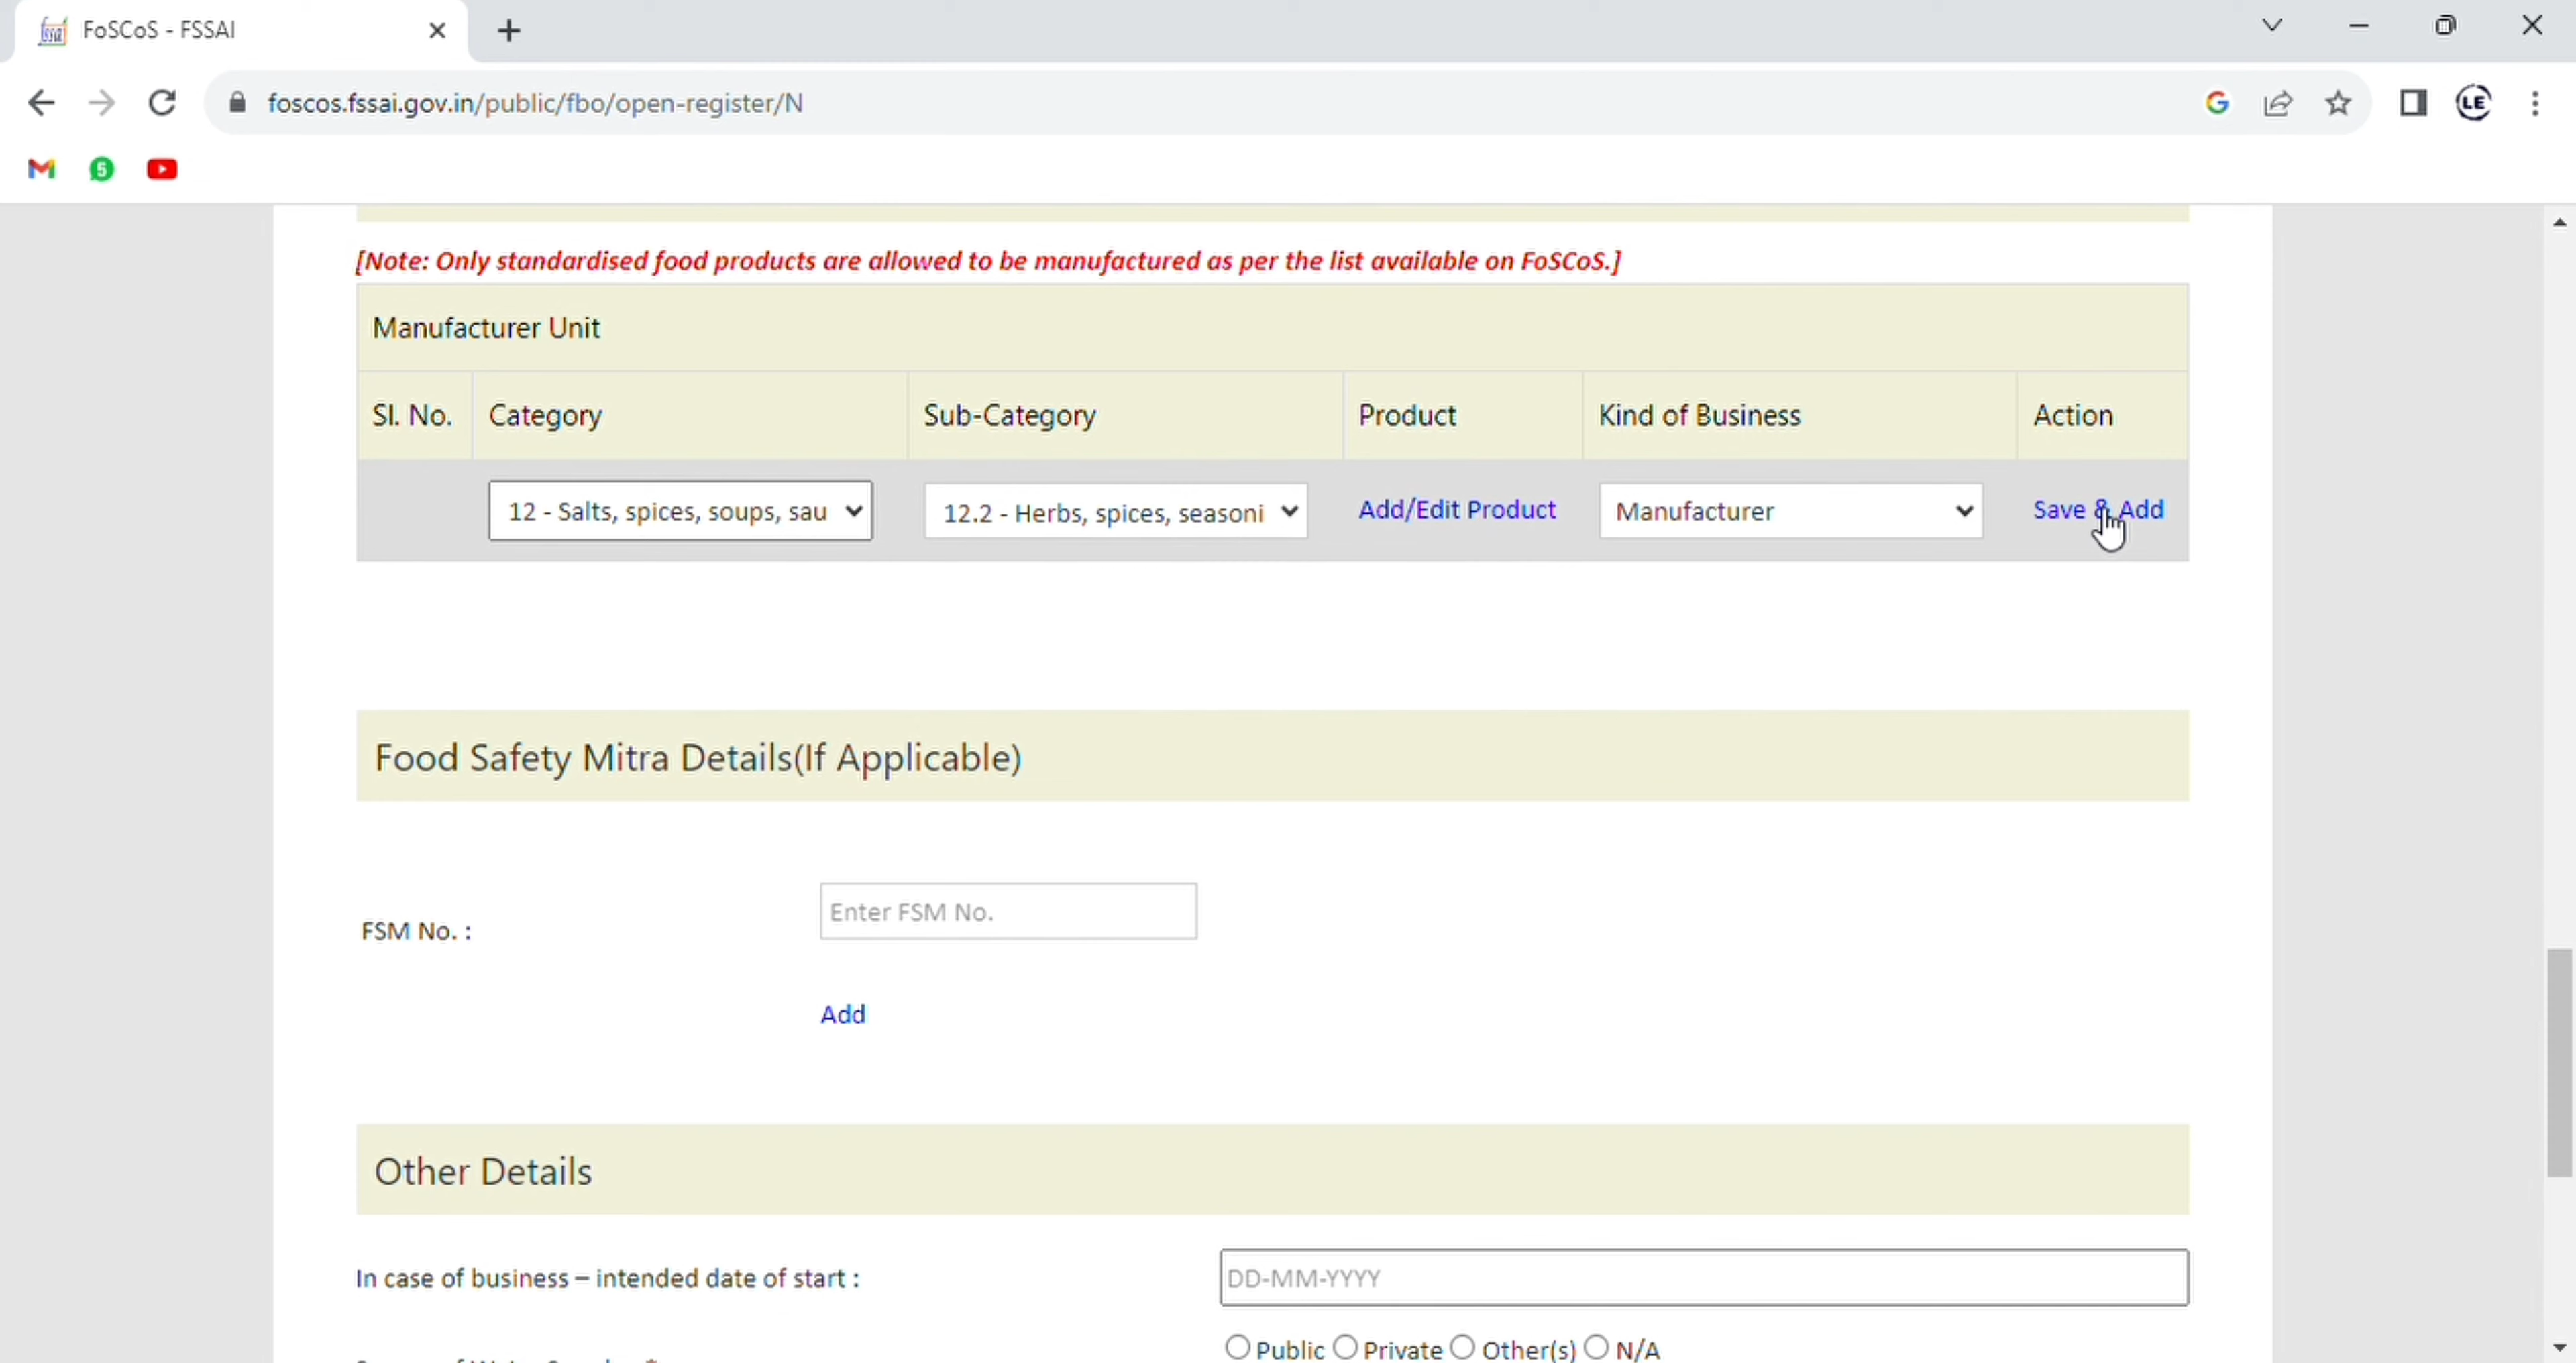 FoSCoS - FSSAI
foscos.fssai.gov.in/public/fbo/open-register/N
LE
5
[Note: Only standardised food products are allowed to be manufactured as per the list available on FoSCoS.]
Manufacturer Unit
Sl. No. Category Sub-Category Product Kind of Business Action
12 - Salts, spices, soups, sau 12.2 - Herbs, spices, seasoni Add/Edit Product Manufacturer Save & Add
Food Safety Mitra Details(If Applicable)
Enter FSM No.
FSM No. :
Add
Other Details
In case of business – intended date of start : DD-MM-YYYY
Public Private Other(s) N/A